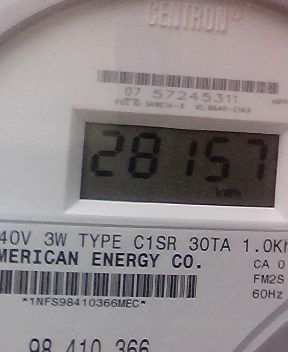 CENTRON®
07 57245311
28157
kWh
40V 3W TYPE C1SR 30TA 1.0Kh
MERICAN ENERGY CO.
CA 0
FM2S
*1NFS98410366MEC*
60Hz
98 410 366